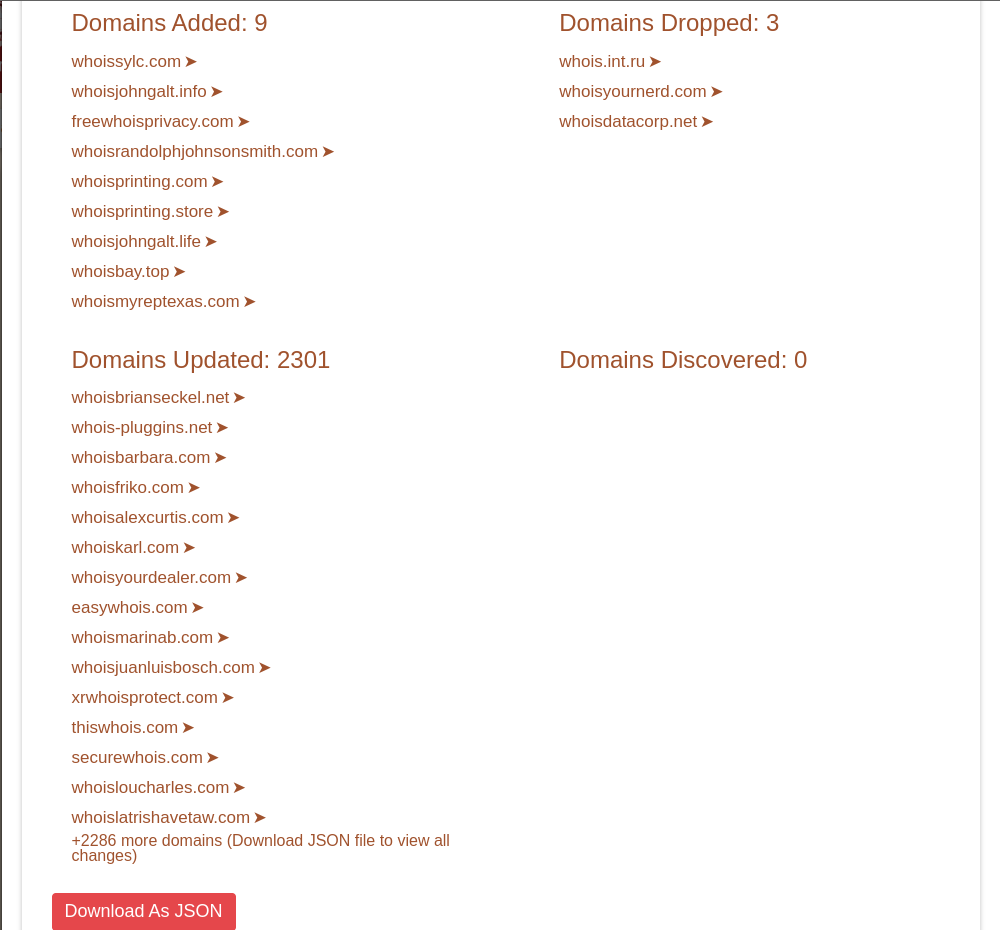 Domains Added: 9
whoissylc.com ➤
whoisjohngalt.info ➤
freewhoisprivacy.com ➤
whoisrandolphjohnsonsmith.com ➤
whoisprinting.com ➤
whoisprinting.store ➤
whoisjohngalt.life ➤
whoisbay.top ➤
whoismyreptexas.com ➤
Domains Dropped: 3
whois.int.ru ➤
whoisyournerd.com ➤
whoisdatacorp.net ➤
Domains Updated: 2301
whoisbrianseckel.net ➤
whois-pluggins.net ➤
whoisbarbara.com ➤
whoisfriko.com ➤
whoisalexcurtis.com ➤
whoiskarl.com ➤
whoisyourdealer.com ➤
easywhois.com ➤
whoismarinab.com ➤
whoisjuanluisbosch.com ➤
xrwhoisprotect.com ➤
thiswhois.com ➤
securewhois.com ➤
whoisloucharles.com ➤
whoislatrishavetaw.com ➤
+2286 more domains (Download JSON file to view all
changes)
Domains Discovered: 0
Download As JSON